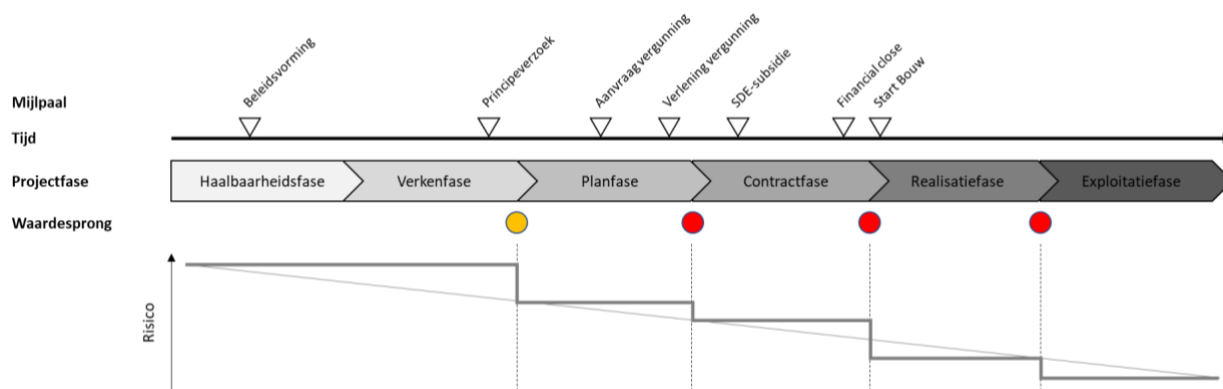 Beleidsvorming
Principeverzoek
Aanvraag vergunning
Verlening vergunning
SDE-subsidie
Financial close
Start Bouw
Mijlpaal
Tijd
Projectfase
Haalbaarheidsfase
Verkenfase
Planfase
Contractfase
Realisatiefase
Exploitatiefase
Waardesprong
Risico